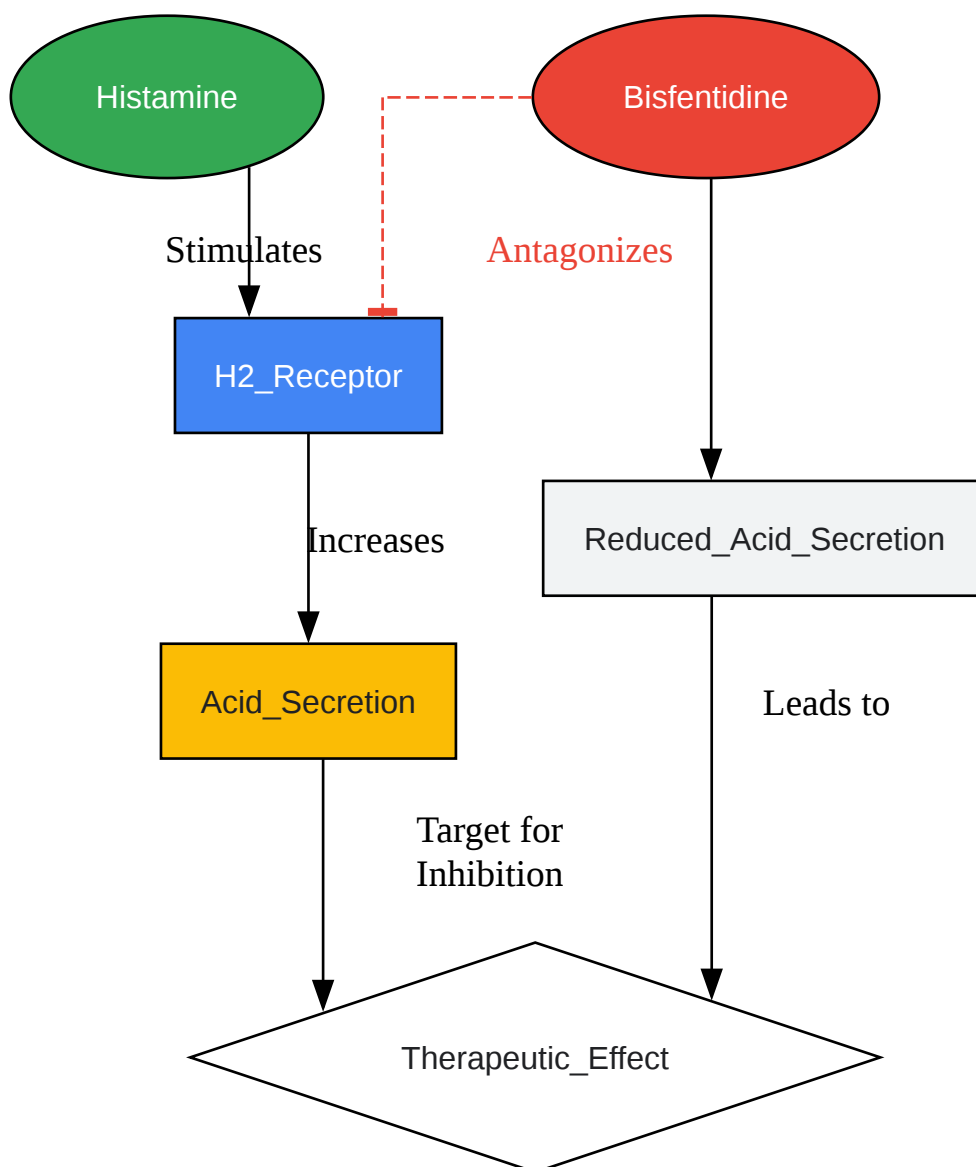 Histamine
Bisfentidine
Stimulates
Antagonizes
H2_Receptor
Increases
Reduced_Acid_Secretion
Acid_Secretion
Leads to
Target for
Inhibition
Therapeutic_Effect